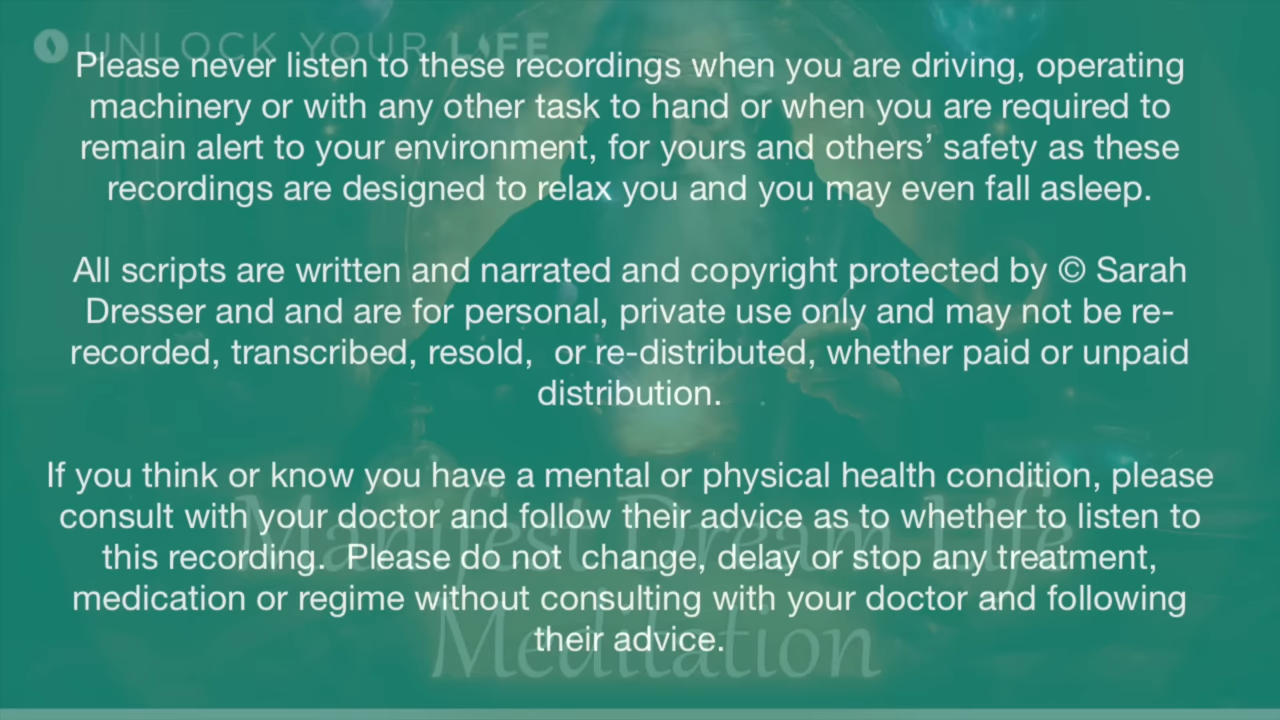 UNLOCK YOUR LIFE
Please never listen to these recordings when you are driving, operating
machinery or with any other task to hand or when you are required to
remain alert to your environment, for yours and others’ safety as these
recordings are designed to relax you and you may even fall asleep.
All scripts are written and narrated and copyright protected by © Sarah
Dresser and and are for personal, private use only and may not be re-
recorded, transcribed, resold, or re-distributed, whether paid or unpaid
distribution.
If you think or know you have a mental or physical health condition, please
consult with your doctor and follow their advice as to whether to listen to
Manifest Dream Life
this recording. Please do not change, delay or stop any treatment,
medication or regime without consulting with your doctor and following
their advice.
Meditation